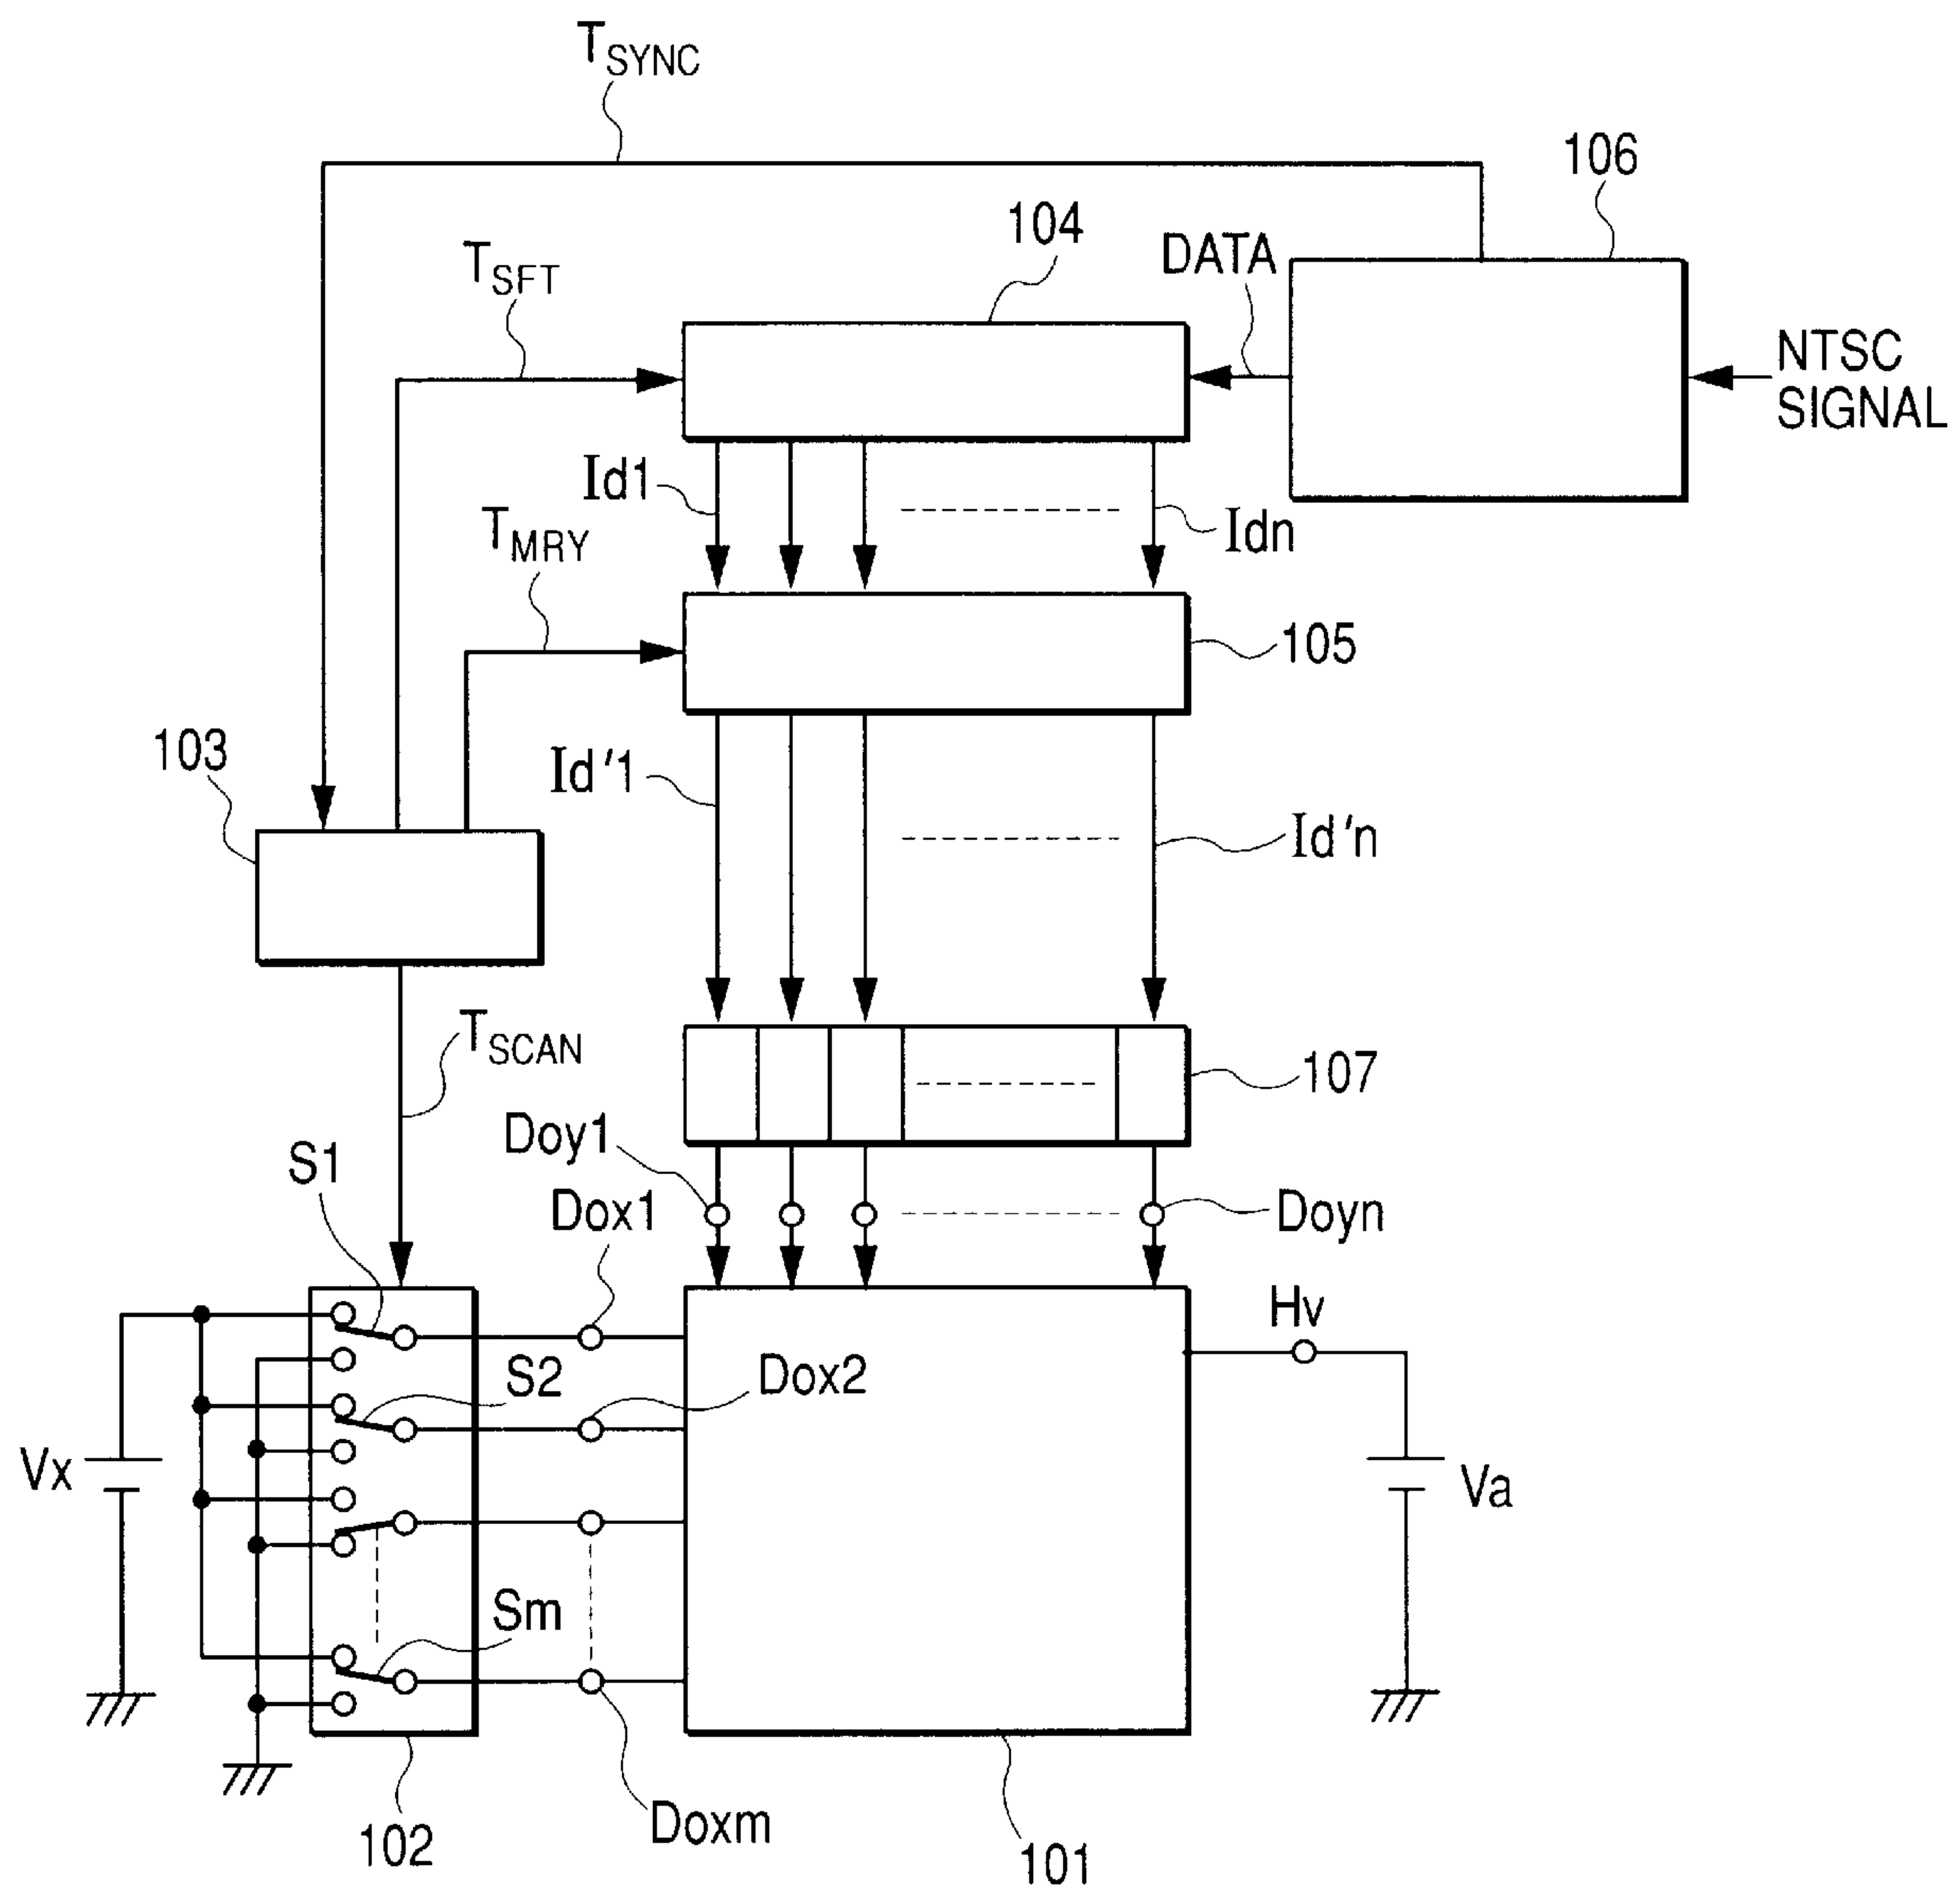 TSYNC
106
104
DATA
TSFT
NTSC
SIGNAL
Id1
Idn
TMRY
105
103
Id'1
Id'n
TSCAN
107
Doy1
S1
Dox1
Doyn
Hv
S2
Dox2
Vx
Va
Sm
Doxm
102
101